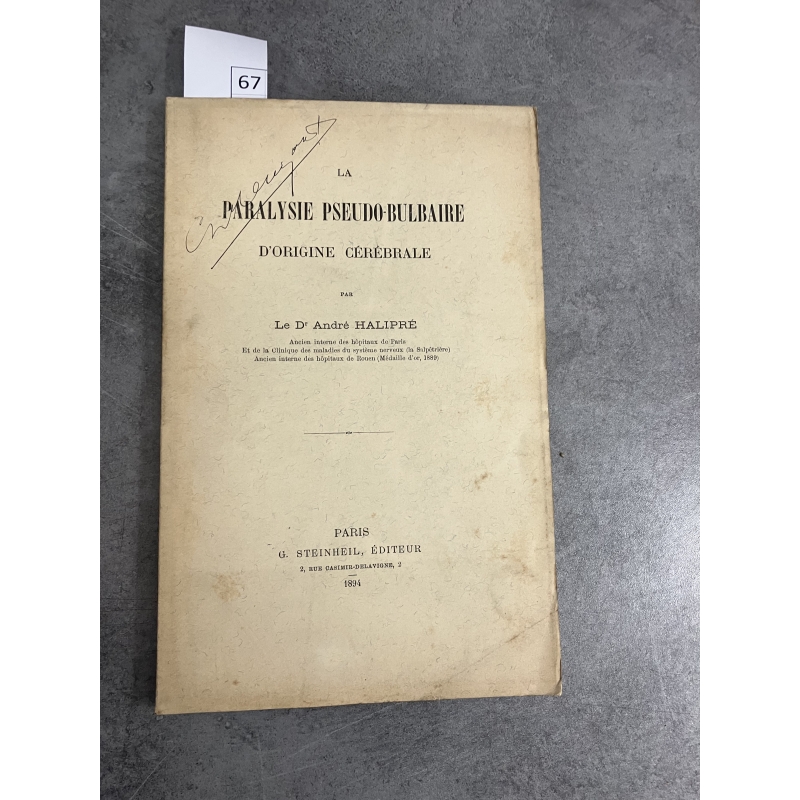 67
LA
PARALYSIE PSEUDO-BULBAIRE
D'ORIGINE CÉRÉBRALE
PAR
Le Dr André HALIPRÉ
Ancien interne des hôpitaux de Paris
Et de la Clinique des maladies du système nerveux (la Salpêtrière)
Ancien interne des hôpitaux de Rouen (Médaille d'or, 1889)
PARIS
G. STEINHEIL, ÉDITEUR
2, RUE CASIMIR-DELAVIGNE, 2
1894